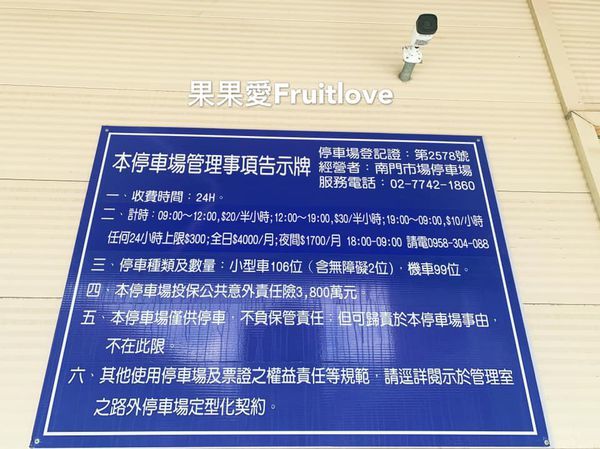 果果愛Fruitlove
本停車場管理事項告示牌
停車場登記證：第2578號
經營者：南門市場停車場
服務電話：02-7742-1860
一、收費時間：24H。
二、計時：09:00~12:00,$20/半小時;12:00~19:00,$30/半小時;19:00~09:00,$10/小時
任何24小時上限$300;全日$4000/月;夜間$1700/月 18:00-09:00 請電0958-304-088
三、停車種類及數量：小型車106位（含無障礙2位），機車99位。
四、本停車場投保公共意外責任險3,800萬元
五、本停車場僅供停車，不負保管責任；但可歸責於本停車場事由，
不在此限。
六、其他使用停車場及票證之權益責任等規範，請逕詳閱示於管理室
之路外停車場定型化契約。